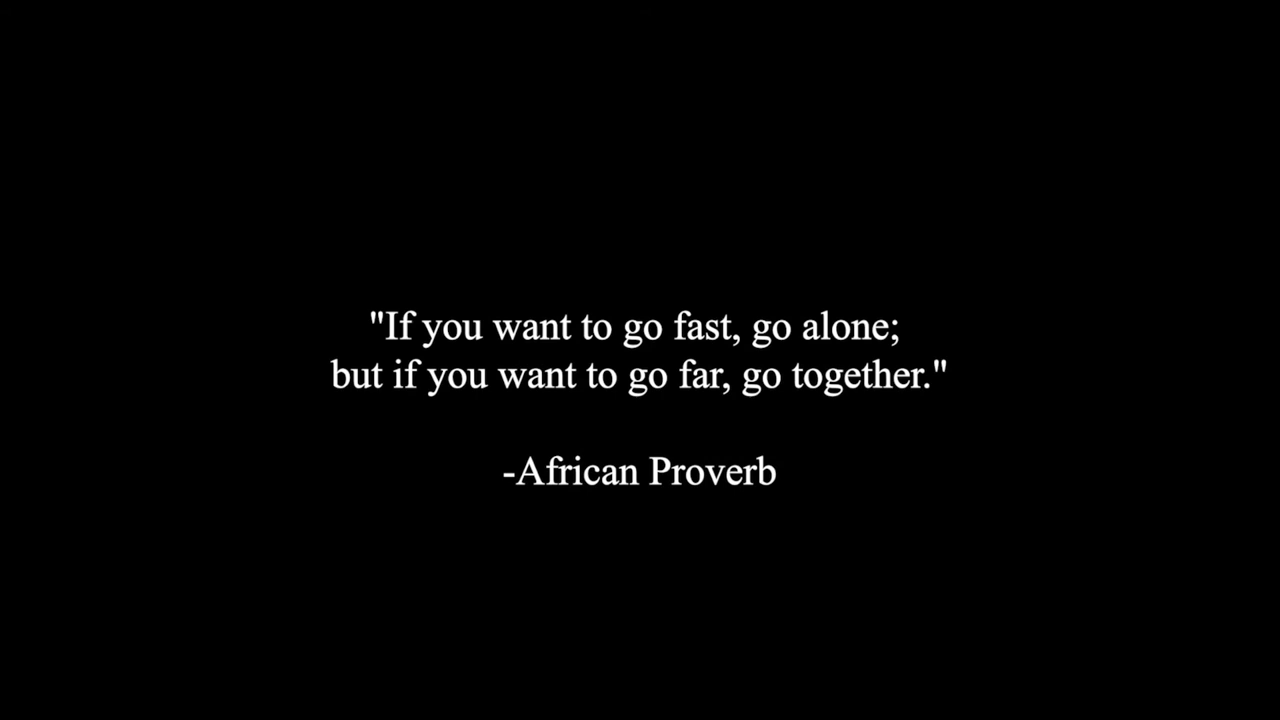 "If you want to go fast, go alone;
but if you want to go far, go together."
-African Proverb